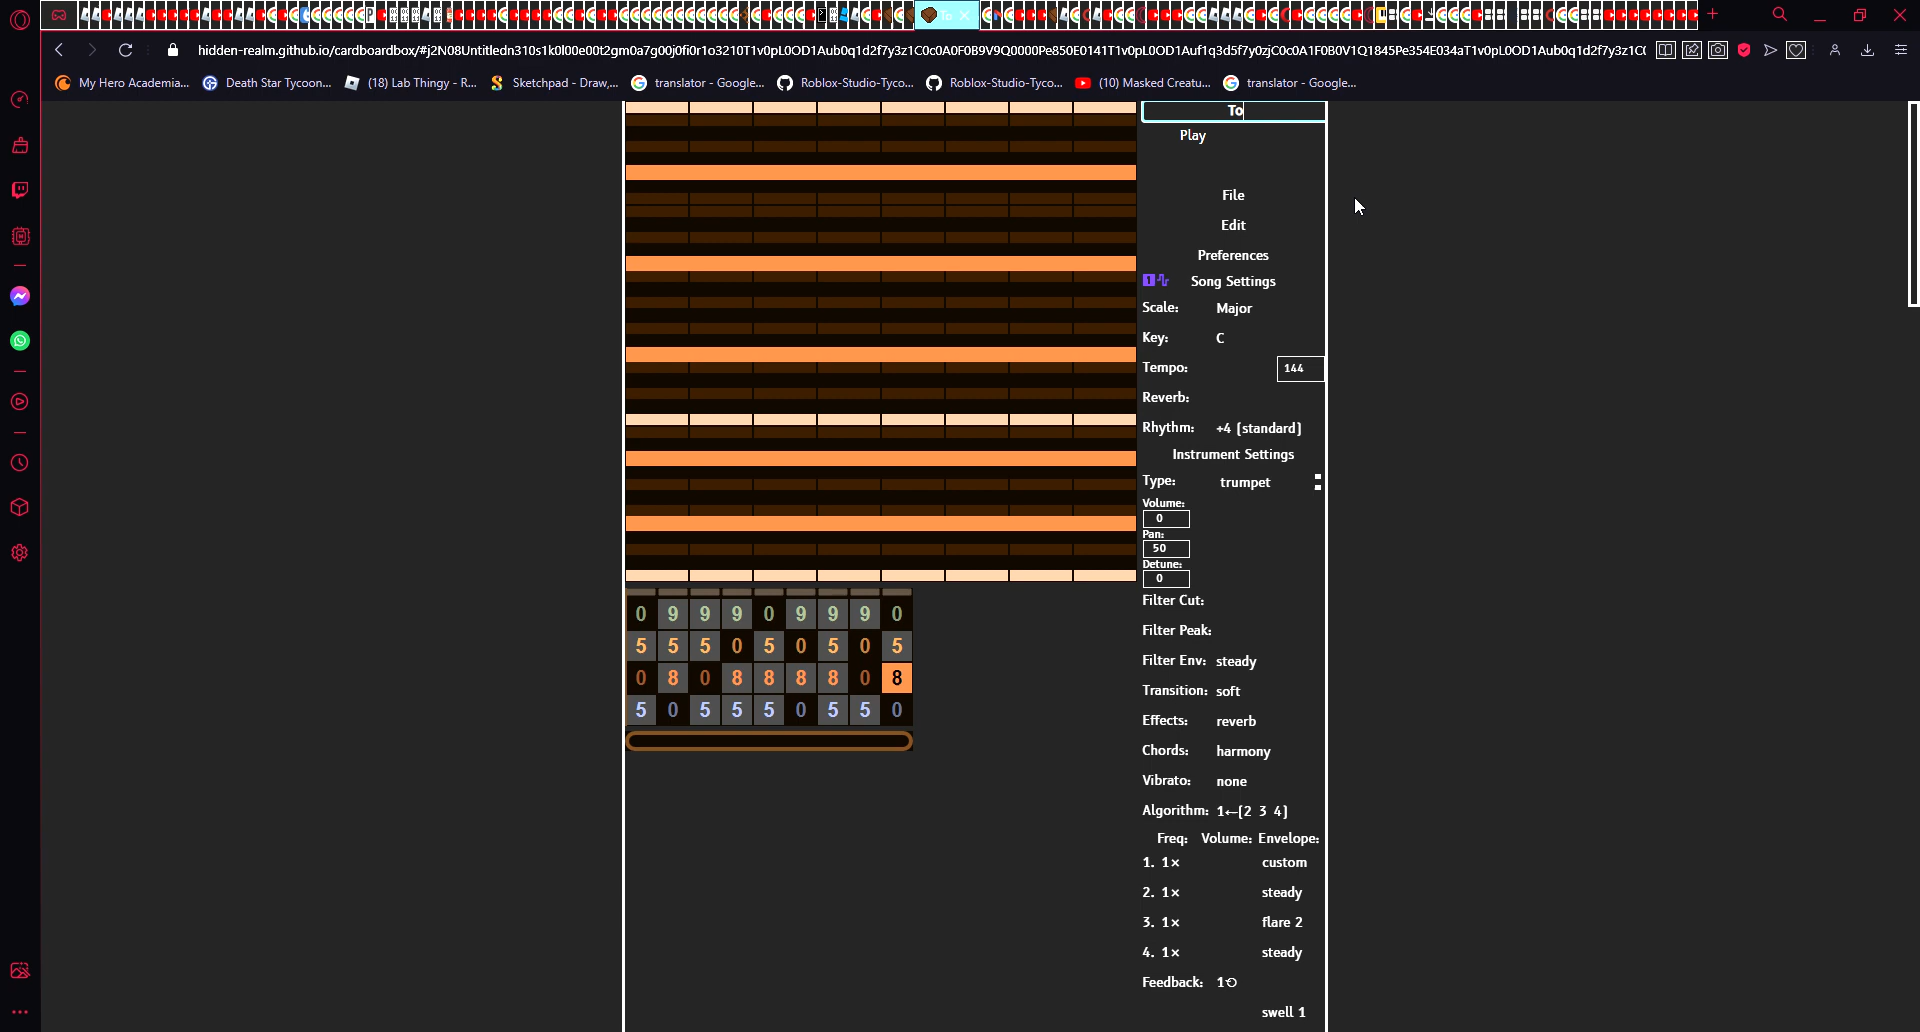 To
hidden-realm.github.io/cardboardbox/#j2N08Untitledn310s1k0l00e00t2gm0a7g00j0fi0r1o3210T1v0pL0OD1Aub0q1d2f7y3z1C0c0A0F0B9V9Q0000Pe850E0141T1v0pL0OD1Auf1q3d5f7y0zjC0c0A1F0B0V1Q1845Pe354E034aT1v0pL0OD1Aub0q1d2f7y3z1C(
My Hero Academia...
Death Star Tycoon...
(18) Lab Thingy - R...
Sketchpad - Draw,...
translator - Google...
Roblox-Studio-Tyco...
Roblox-Studio-Tyco...
(10) Masked Creatu...
translator - Google...
To
Play
File
Edit
Preferences
1 Song Settings
Scale: Major
Key: C
Tempo: 144
Reverb:
Rhythm: ÷4 (standard)
Instrument Settings
Type: trumpet
Volume:
0
Pan:
50
Detune:
0
Filter Cut:
Filter Peak:
Filter Env: steady
Transition: soft
Effects: reverb
Chords: harmony
Vibrato: none
Algorithm: 1←(2 3 4)
Freq: Volume: Envelope:
1. 1× custom
2. 1× steady
3. 1× flare 2
4. 1× steady
Feedback: 1⟲
swell 1
0 9 9 9 0 9 9 9 0
5 5 5 0 5 0 5 0 5
0 8 0 8 8 8 8 0 8
5 0 5 5 5 0 5 5 0